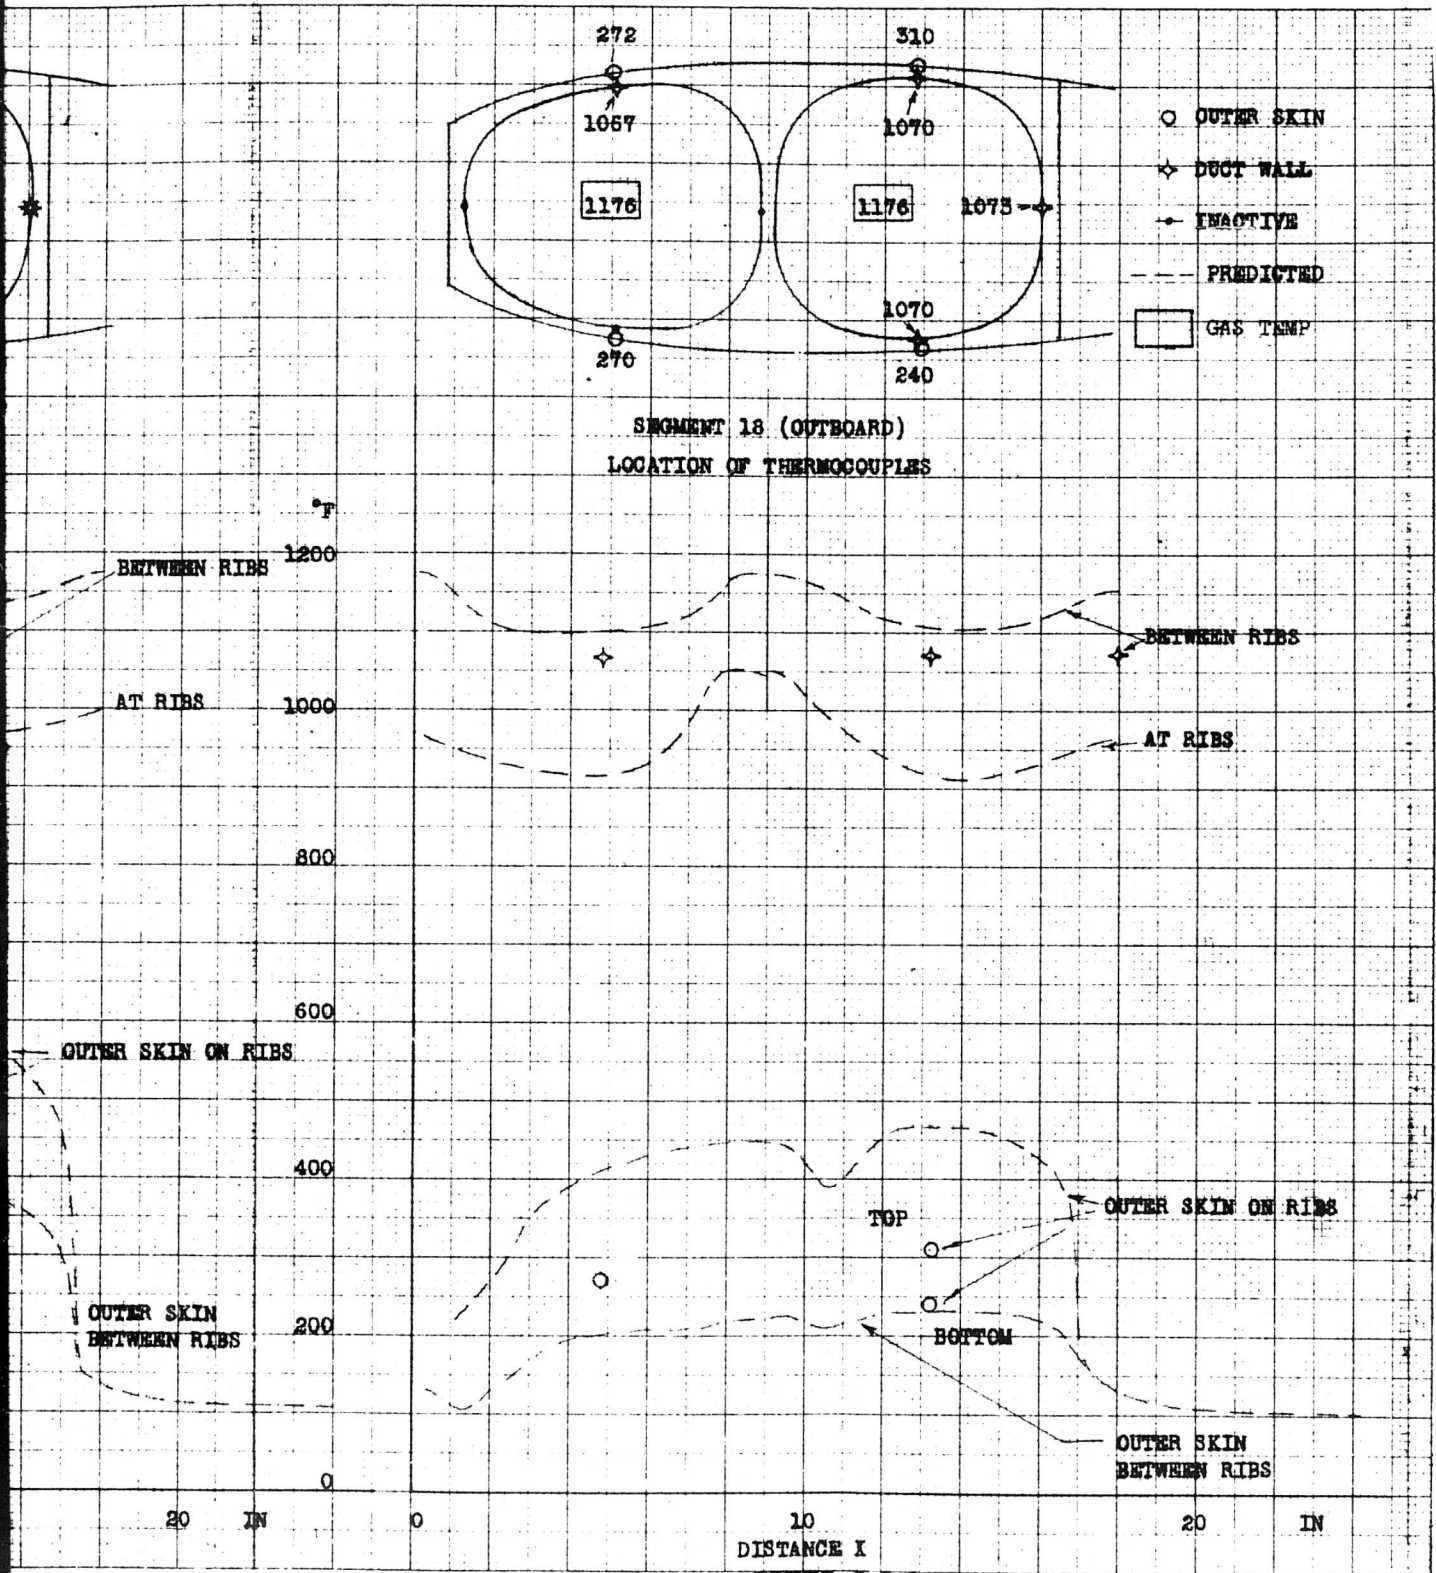 272
310
1067
1070
1176
1176
1073
1070
270
240
○ OUTER SKIN
DUCT WALL
INACTIVE
PREDICTED
GAS TEMP
SEGMENT 18 (OUTBOARD)
LOCATION OF THERMOCOUPLES
°F
1200
1000
800
600
400
200
0
BETWEEN RIBS
AT RIBS
OUTER SKIN ON RIBS
OUTER SKIN
BETWEEN RIBS
BETWEEN RIBS
AT RIBS
TOP
OUTER SKIN ON RIBS
BOTTOM
OUTER SKIN
BETWEEN RIBS
20 IN
0 10 20 IN
DISTANCE X